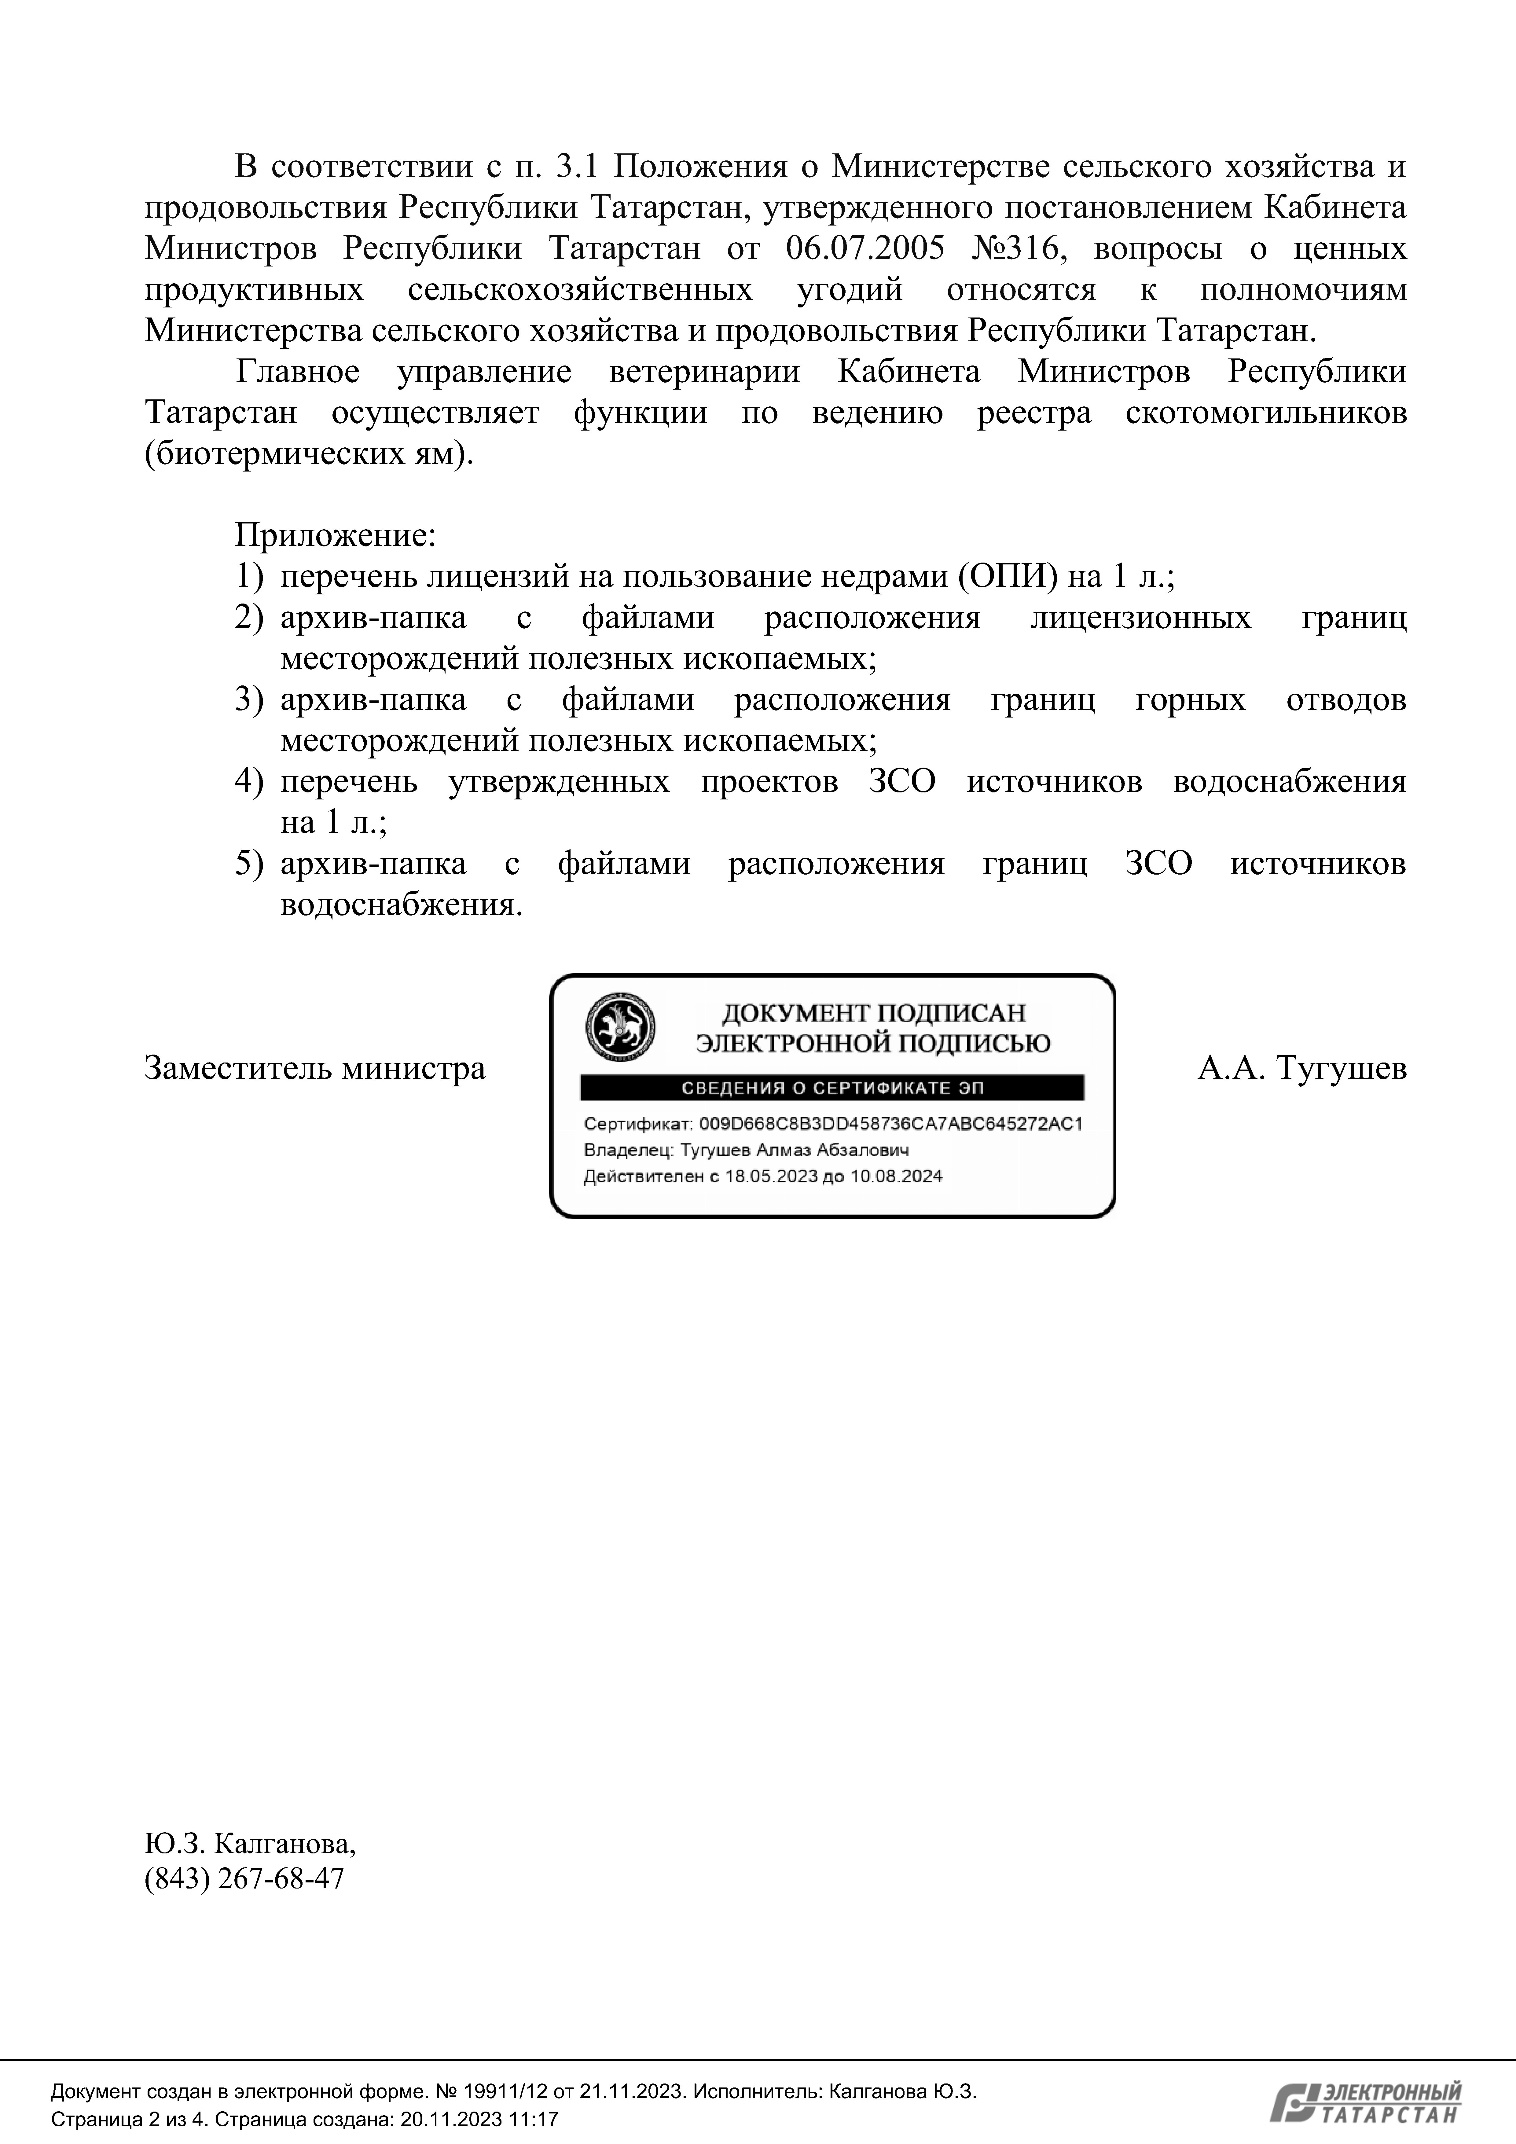 В соответствии с п. 3.1 Положения о Министерстве сельского хозяйства и
продовольствия Республики Татарстан, утвержденного постановлением Кабинета
Министров Республики Татарстан от 06.07.2005 №316, вопросы о ценных
продуктивных сельскохозяйственных угодий относятся к полномочиям
Министерства сельского хозяйства и продовольствия Республики Татарстан.
Главное управление ветеринарии Кабинета Министров Республики
Татарстан осуществляет функции по ведению реестра скотомогильников
(биотермических ям).
Приложение:
1) перечень лицензий на пользование недрами (ОПИ) на 1 л.;
2) архив-папка с файлами расположения лицензионных границ
месторождений полезных ископаемых;
3) архив-папка с файлами расположения границ горных отводов
месторождений полезных ископаемых;
4) перечень утвержденных проектов ЗСО источников водоснабжения
на 1 л.;
5) архив-папка с файлами расположения границ ЗСО источников
водоснабжения.
Заместитель министра
ДОКУМЕНТ ПОДПИСАН
ЭЛЕКТРОННОЙ ПОДПИСЬЮ
СВЕДЕНИЯ О СЕРТИФИКАТЕ ЭП
Сертификат: 009D668C8B3DD458736CA7ABC645272AC1
Владелец: Тугушев Алмаз Абзалович
Действителен с 18.05.2023 до 10.08.2024
А.А. Тугушев
Ю.З. Калганова,
(843) 267-68-47
Документ создан в электронной форме. № 19911/12 от 21.11.2023. Исполнитель: Калганова Ю.З.
Страница 2 из 4. Страница создана: 20.11.2023 11:17
ЭЛЕКТРОННЫЙ
ТАТАРСТАН